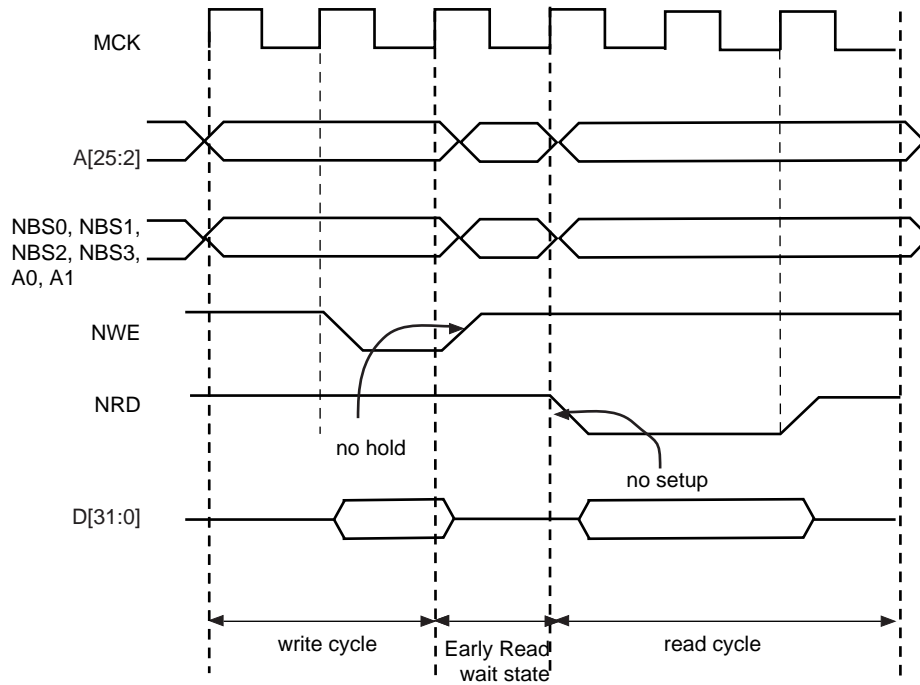 MCK
A[25:2]
NBS0, NBS1,
NBS2, NBS3,
A0, A1
NWE
NRD
no hold
no setup
D[31:0]
write cycle
Early Read
wait state
read cycle